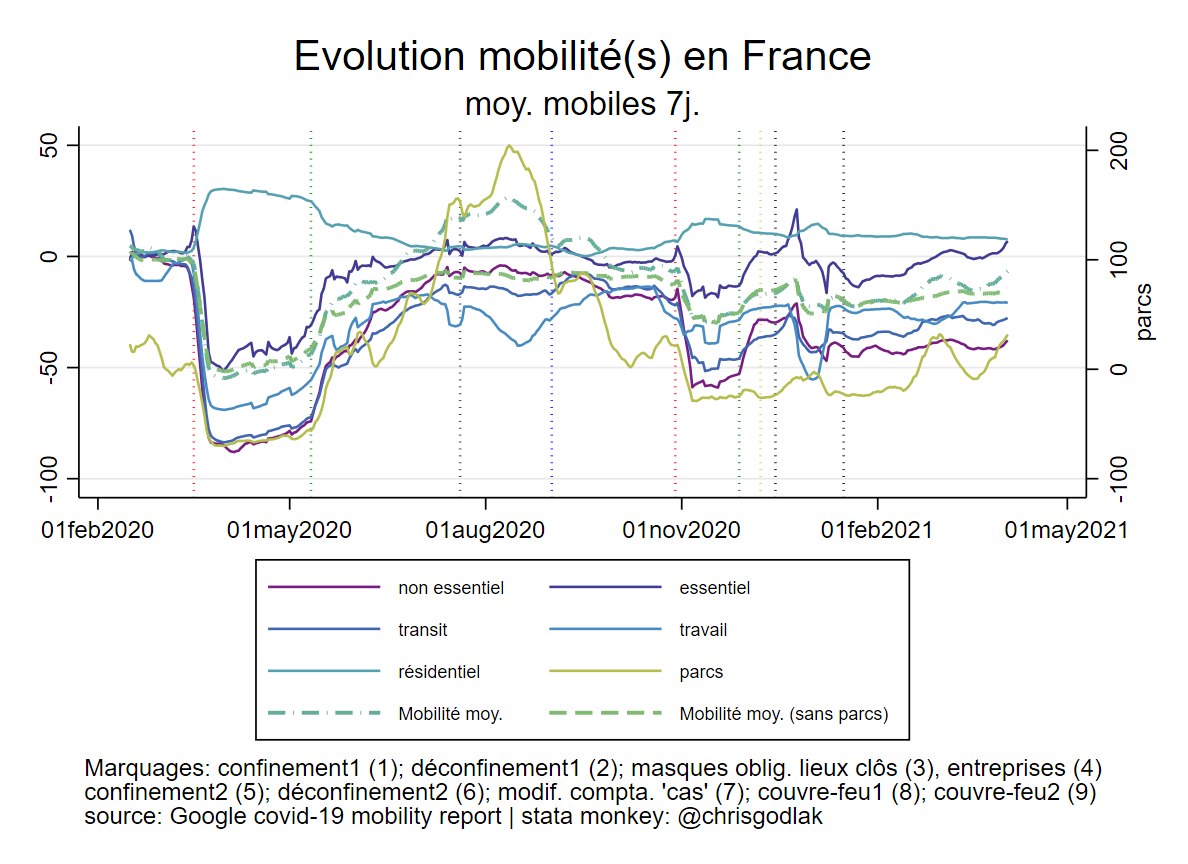 Evolution mobilité(s) en France
moy. mobiles 7j.
50
0
-50
-100
200
100
0
-100
parcs
01feb2020 01may2020 01aug2020 01nov2020 01feb2021 01may2021
non essentiel essentiel
transit travail
résidentiel parcs
Mobilité moy. Mobilité moy. (sans parcs)
Marquages: confinement1 (1); déconfinement1 (2); masques oblig. lieux clôs (3), entreprises (4)
confinement2 (5); déconfinement2 (6); modif. compta. 'cas' (7); couvre-feu1 (8); couvre-feu2 (9)
source: Google covid-19 mobility report | stata monkey: @chrisgodlak